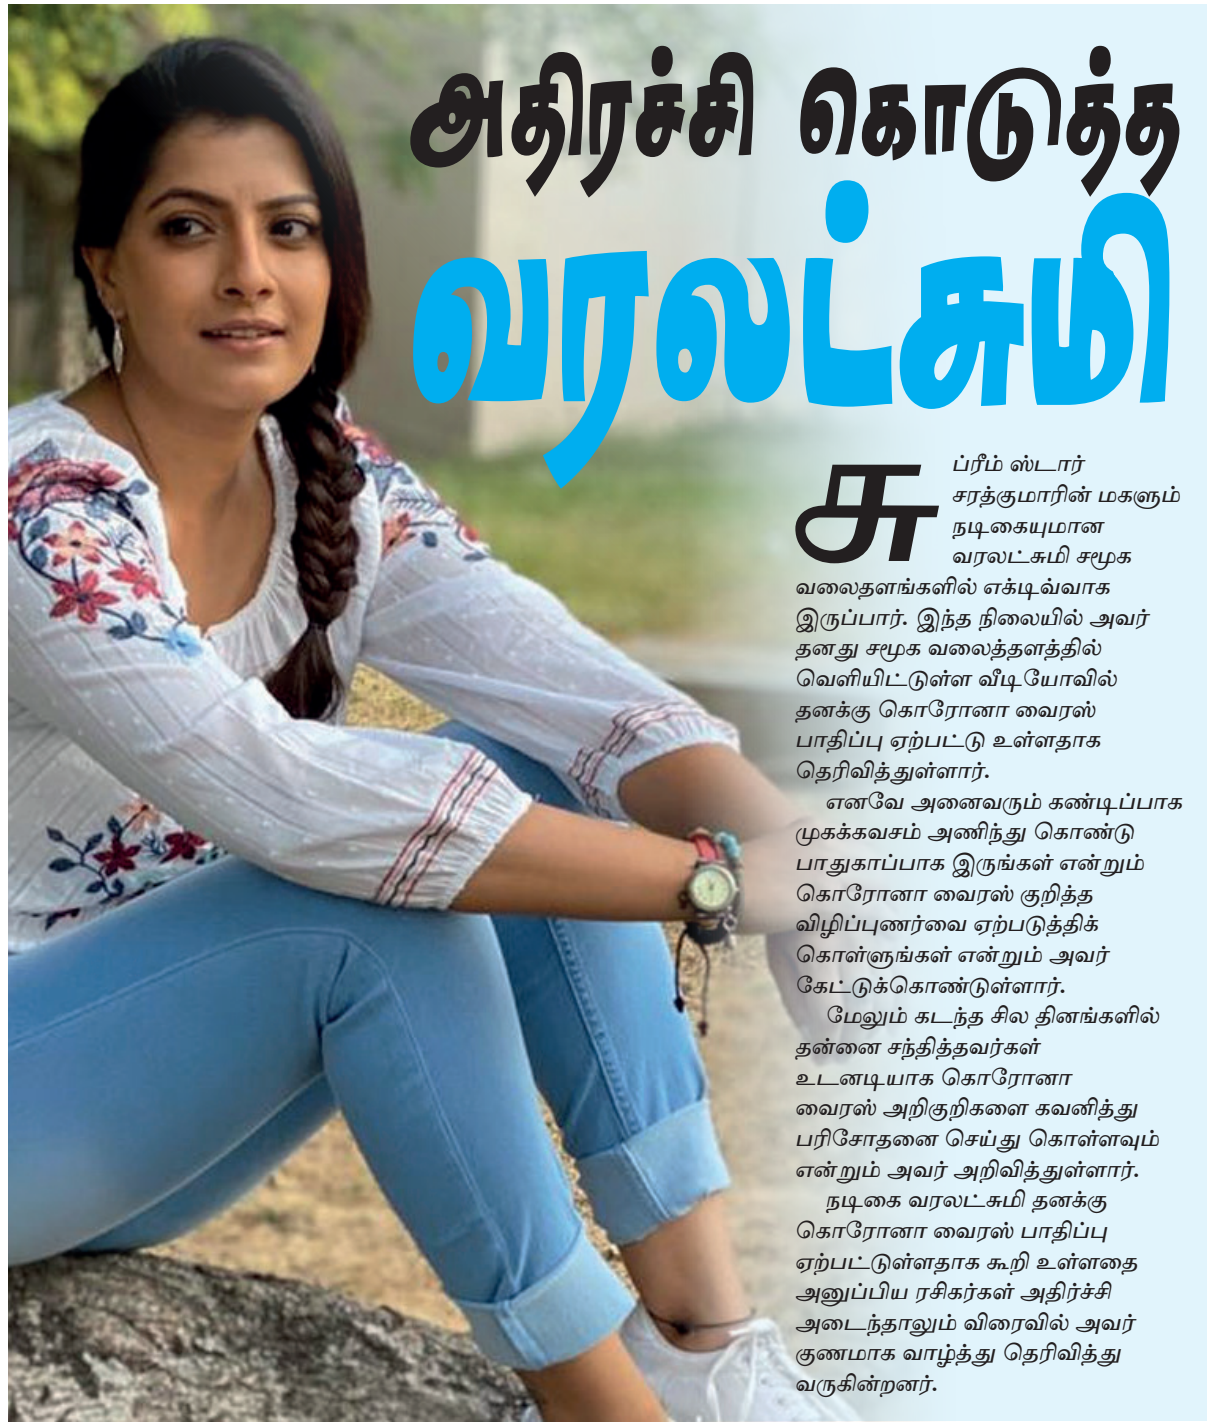 அதிரச்சி கொடுத்த
வரலட்சுமி
சுப்ரீம் ஸ்டார்
சரத்குமாரின் மகளும்
நடிகையுமான
வரலட்சுமி சமூக
வலைதளங்களில் எக்டிவ்வாக
இருப்பார். இந்த நிலையில் அவர்
தனது சமூக வலைத்தளத்தில்
வெளியிட்டுள்ள வீடியோவில்
தனக்கு கொரோனா வைரஸ்
பாதிப்பு ஏற்பட்டு உள்ளதாக
தெரிவித்துள்ளார்.
எனவே அனைவரும் கண்டிப்பாக
முகக்கவசம் அணிந்து கொண்டு
பாதுகாப்பாக இருங்கள் என்றும்
கொரோனா வைரஸ் குறித்த
விழிப்புணர்வை ஏற்படுத்திக்
கொள்ளுங்கள் என்றும் அவர்
கேட்டுக்கொண்டுள்ளார்.
மேலும் கடந்த சில தினங்களில்
தன்னை சந்தித்தவர்கள்
உடனடியாக கொரோனா
வைரஸ் அறிகுறிகளை கவனித்து
பரிசோதனை செய்து கொள்ளவும்
என்றும் அவர் அறிவித்துள்ளார்.
நடிகை வரலட்சுமி தனக்கு
கொரோனா வைரஸ் பாதிப்பு
ஏற்பட்டுள்ளதாக கூறி உள்ளதை
அனுப்பிய ரசிகர்கள் அதிர்ச்சி
அடைந்தாலும் விரைவில் அவர்
குணமாக வாழ்த்து தெரிவித்து
வருகின்றனர்.